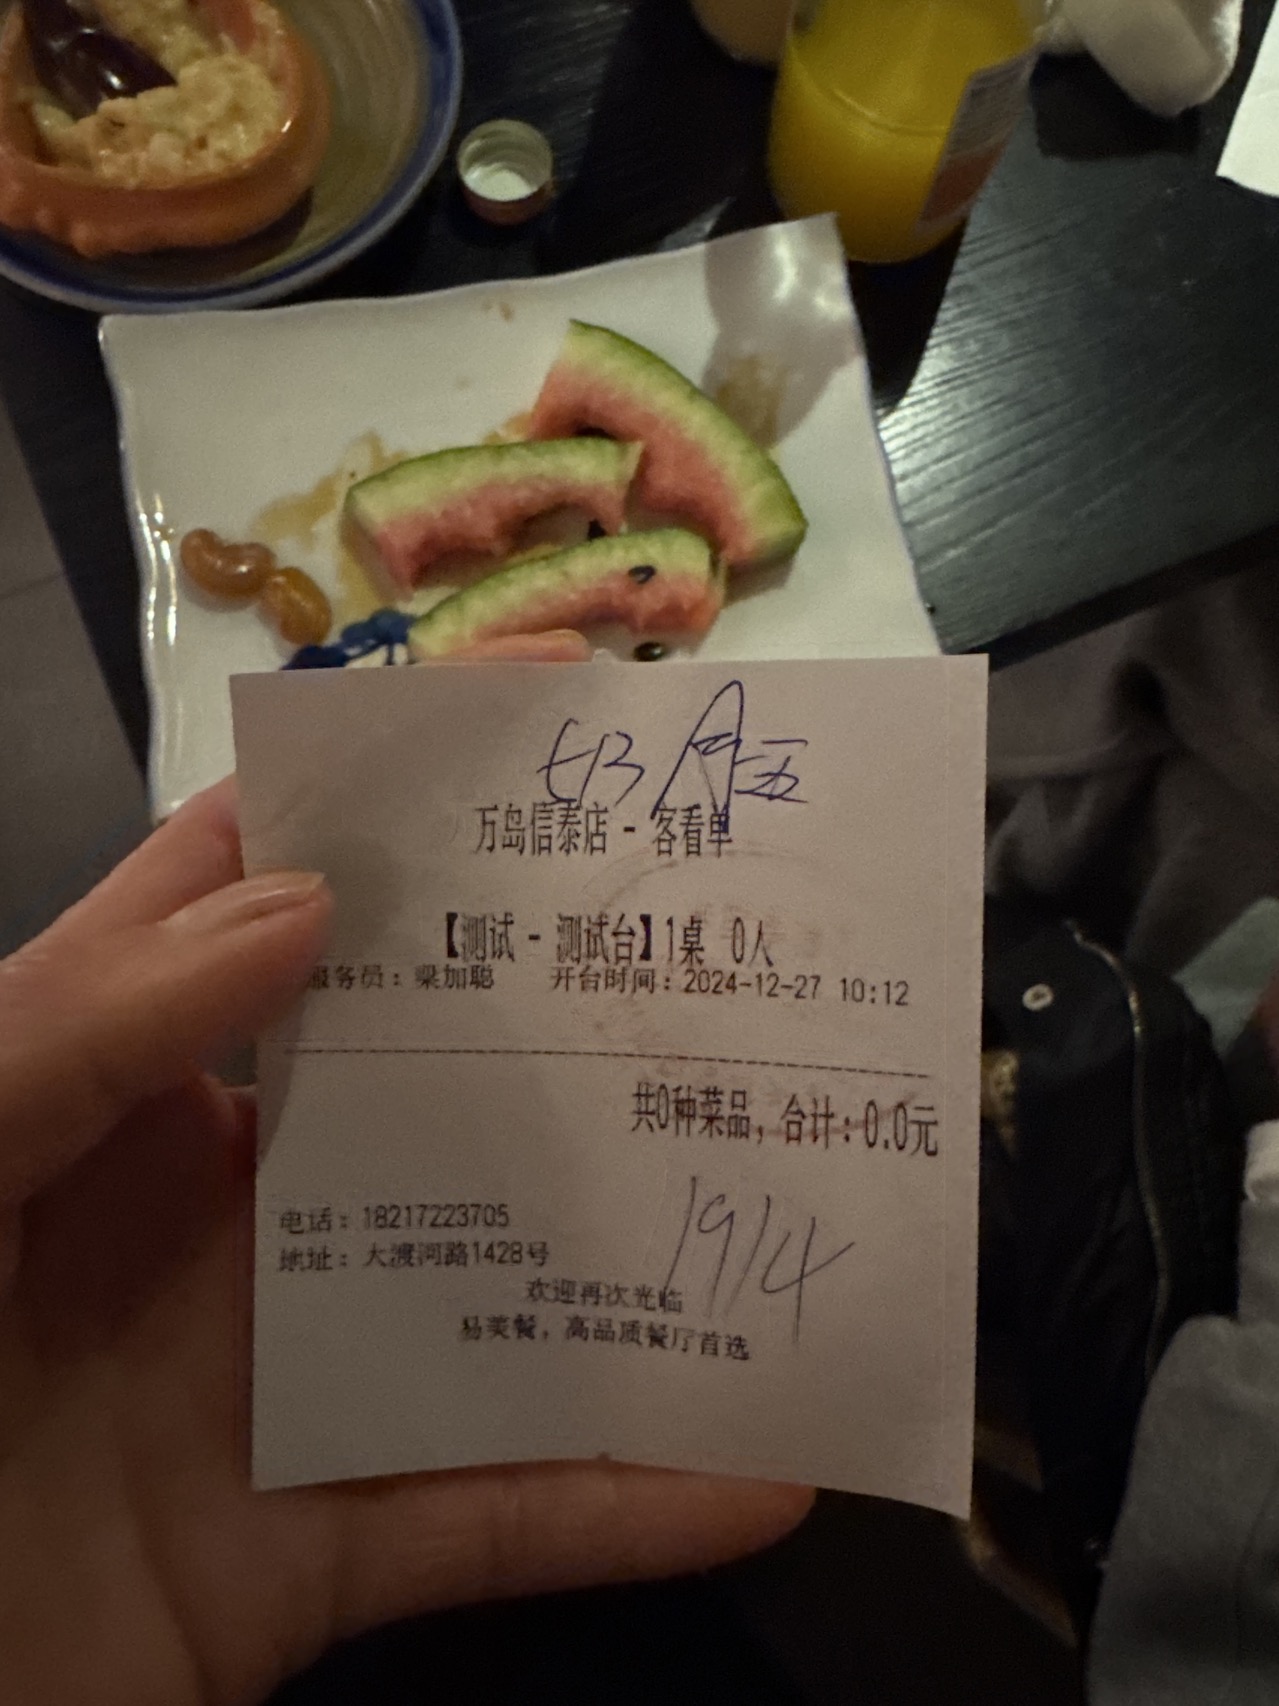 万岛信泰店 - 客看单
【测试 - 测试台】1桌 0人
服务员：梁加聪 开台时间：2024-12-27 10:12
共0种菜品，合计：0.0元
电话：18217223705
地址：大渡河路1428号
1914
欢迎再次光临
易美餐，高品质餐厅首选